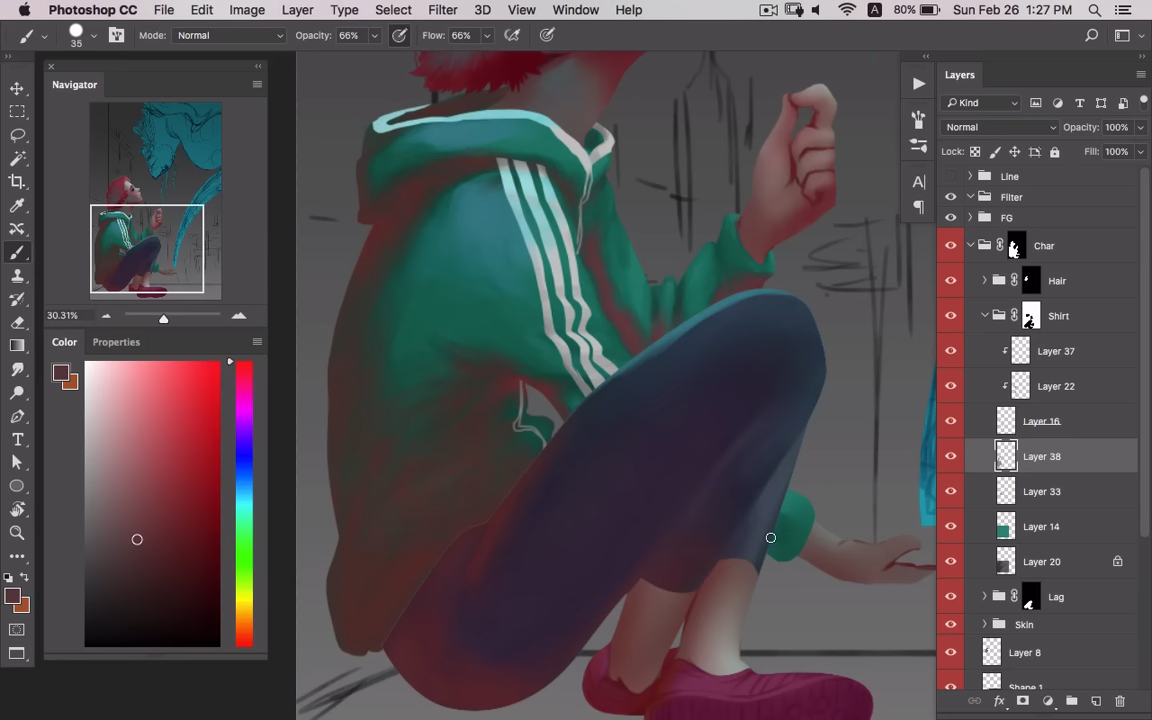 Photoshop CC File Edit Image Layer Type Select Filter 3D View Window Help A 80% Sun Feb 26 1:27 PM
35 Mode: Normal Opacity: 66% Flow: 66%
Navigator
30.31%
Color Properties
A|
Layers
Kind
Normal Opacity: 100%
Lock: Fill: 100%
Line
Filter
FG
Char
Hair
Shirt
Layer 37
Layer 22
Layer 16
Layer 38
Layer 33
Layer 14
Layer 20
Lag
Skin
Layer 8
Shape 1
fx